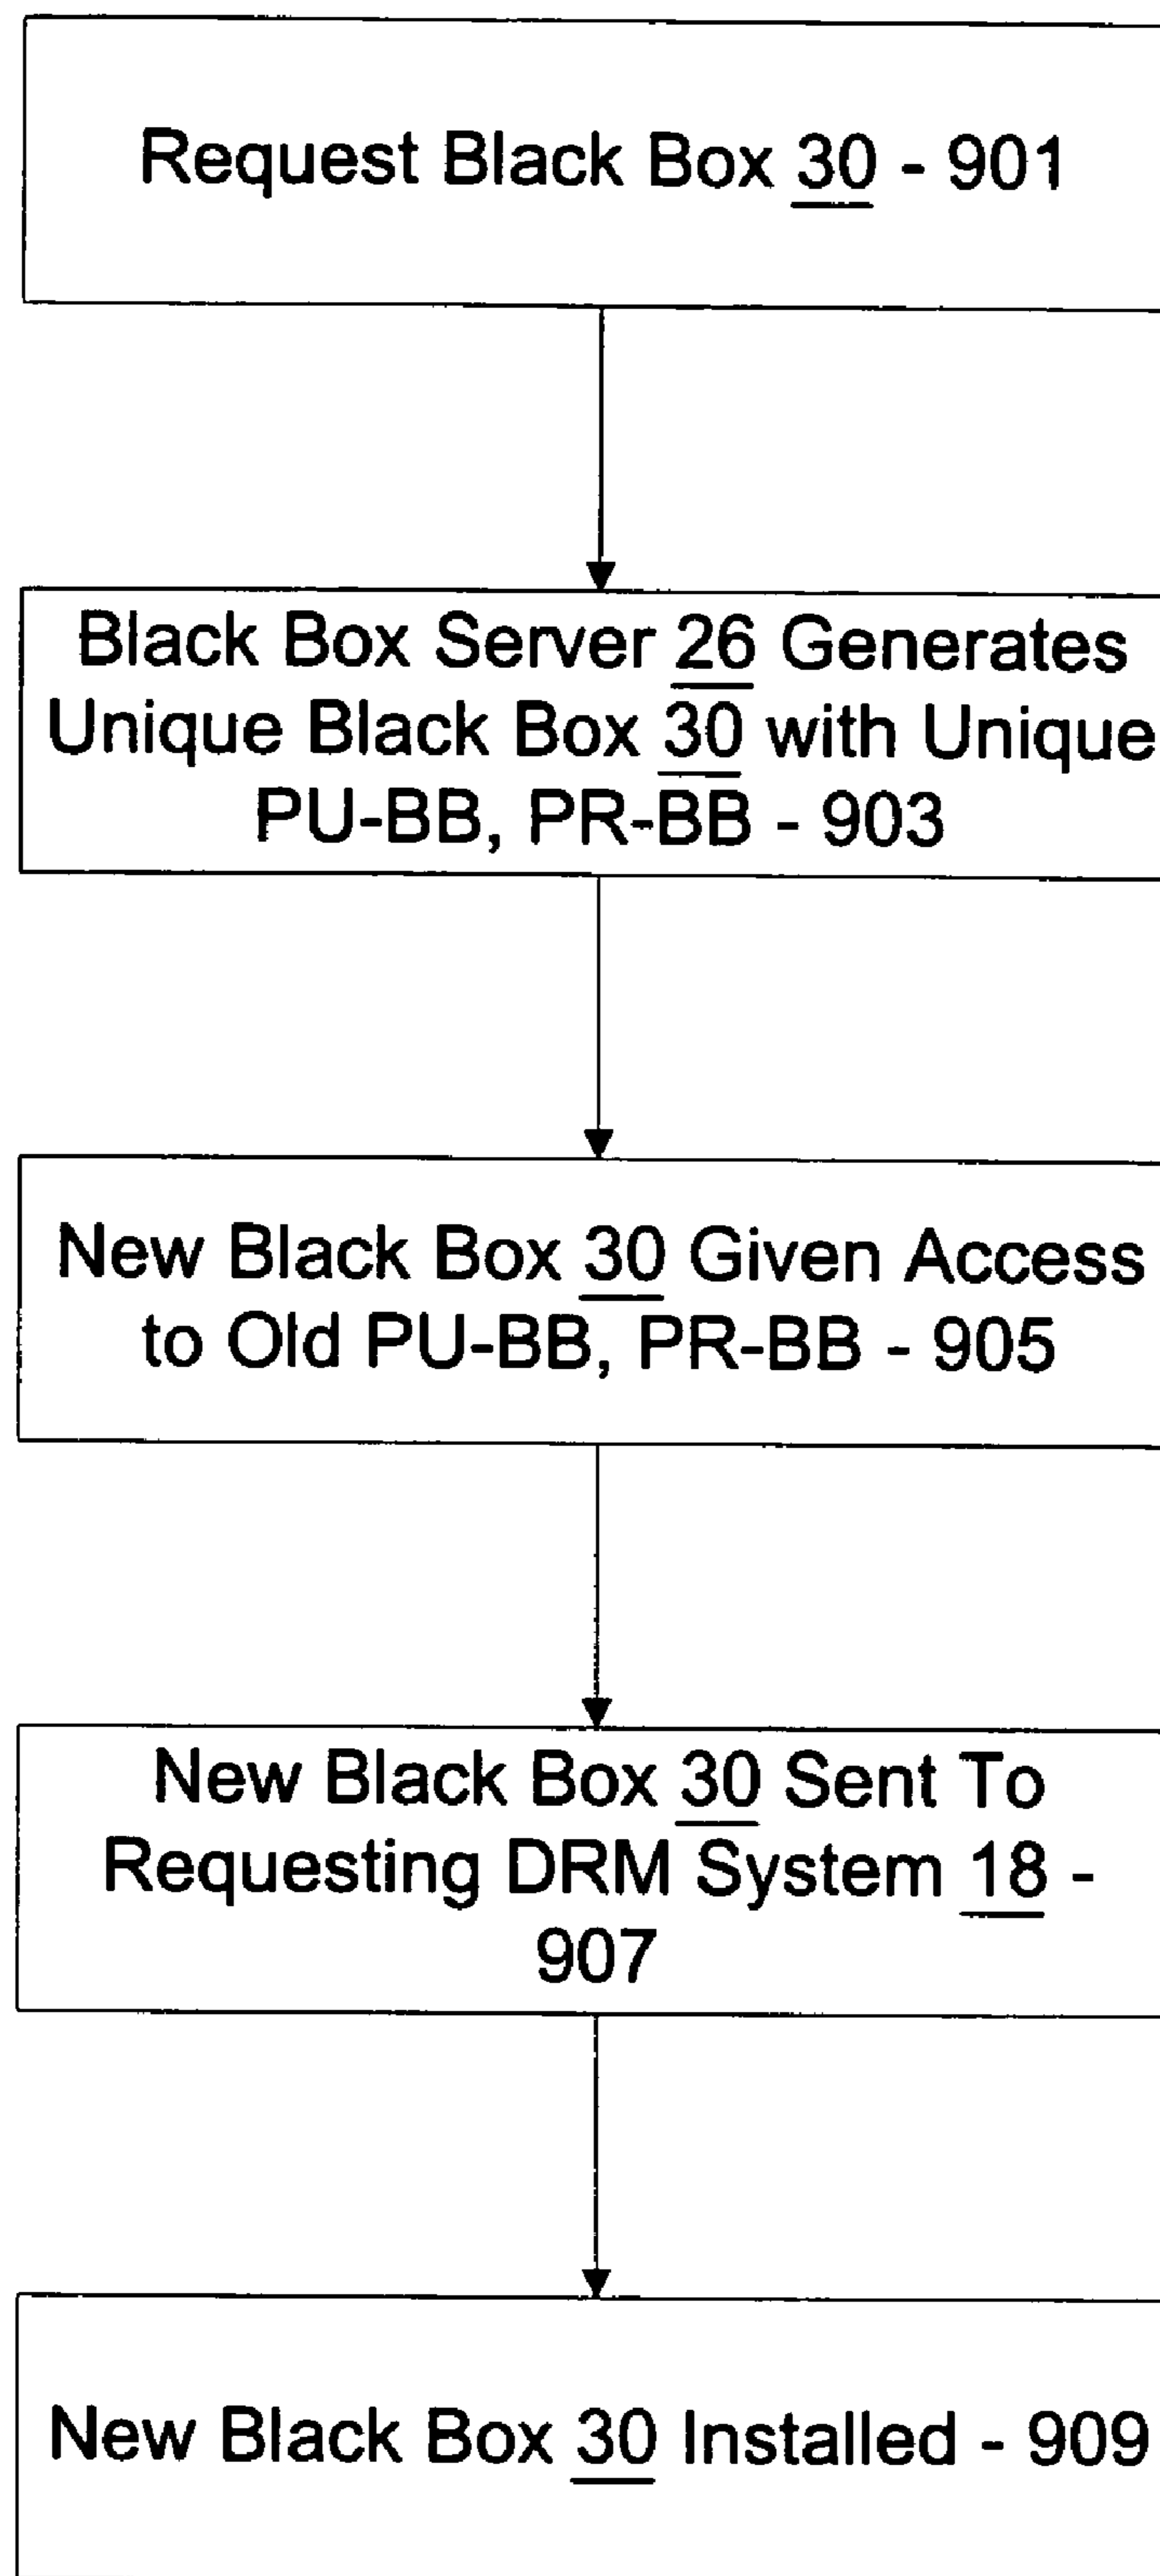 Request Black Box 30 - 901
Black Box Server 26 Generates
Unique Black Box 30 with Unique
PU-BB, PR-BB - 903
New Black Box 30 Given Access
to Old PU-BB, PR-BB - 905
New Black Box 30 Sent To
Requesting DRM System 18 -
907
New Black Box 30 Installed - 909